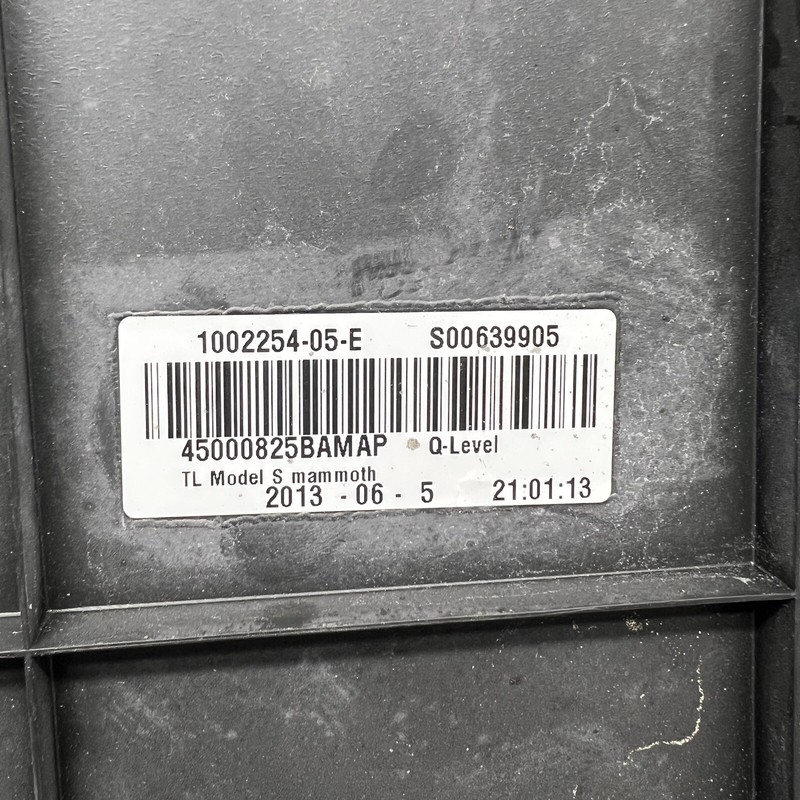 1002254-05-E S00639905
45000825BAMAP Q-Level
TL Model S mammoth
2013 -06 - 5 21:01:13